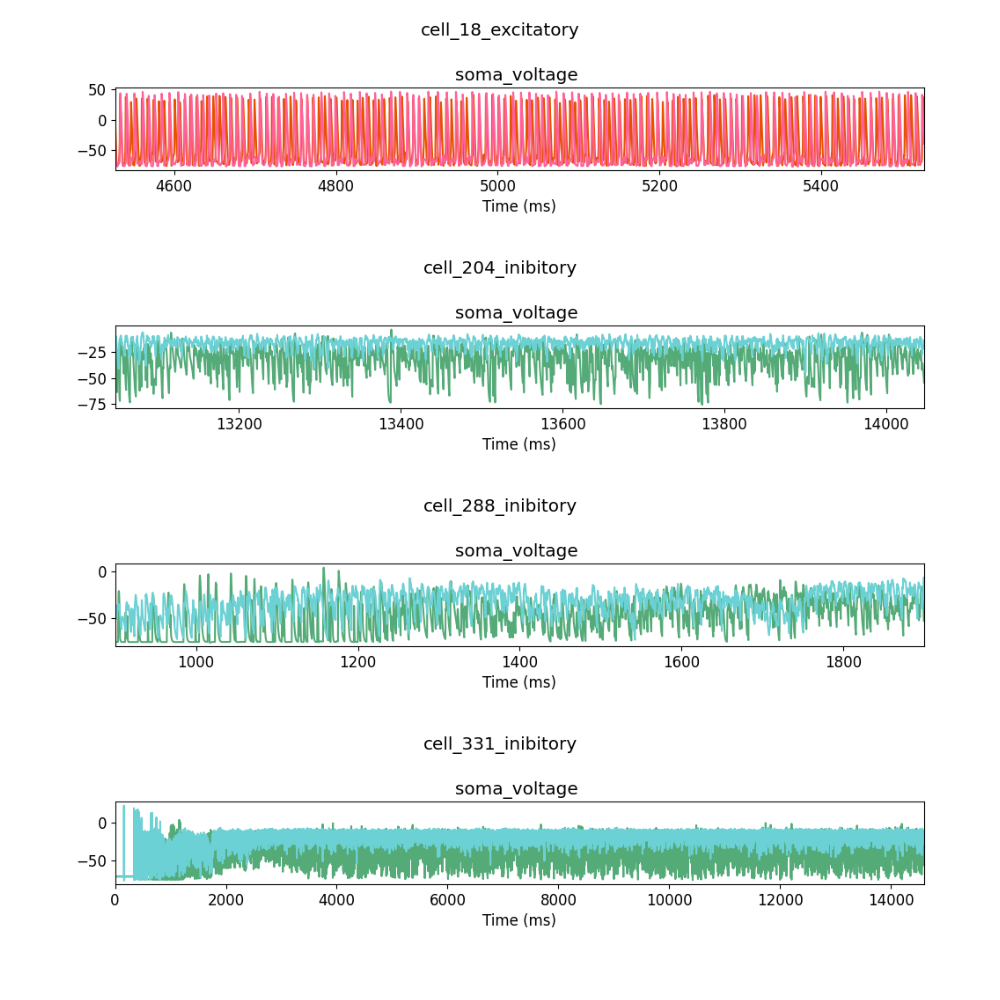 cell_18_excitatory
soma_voltage
50
0
−50
4600 4800 5000 5200 5400
Time (ms)
cell_204_inibitory
soma_voltage
−25
−50
−75
13200 13400 13600 13800 14000
Time (ms)
cell_288_inibitory
soma_voltage
0
−50
1000 1200 1400 1600 1800
Time (ms)
cell_331_inibitory
soma_voltage
0
−50
0 2000 4000 6000 8000 10000 12000 14000
Time (ms)